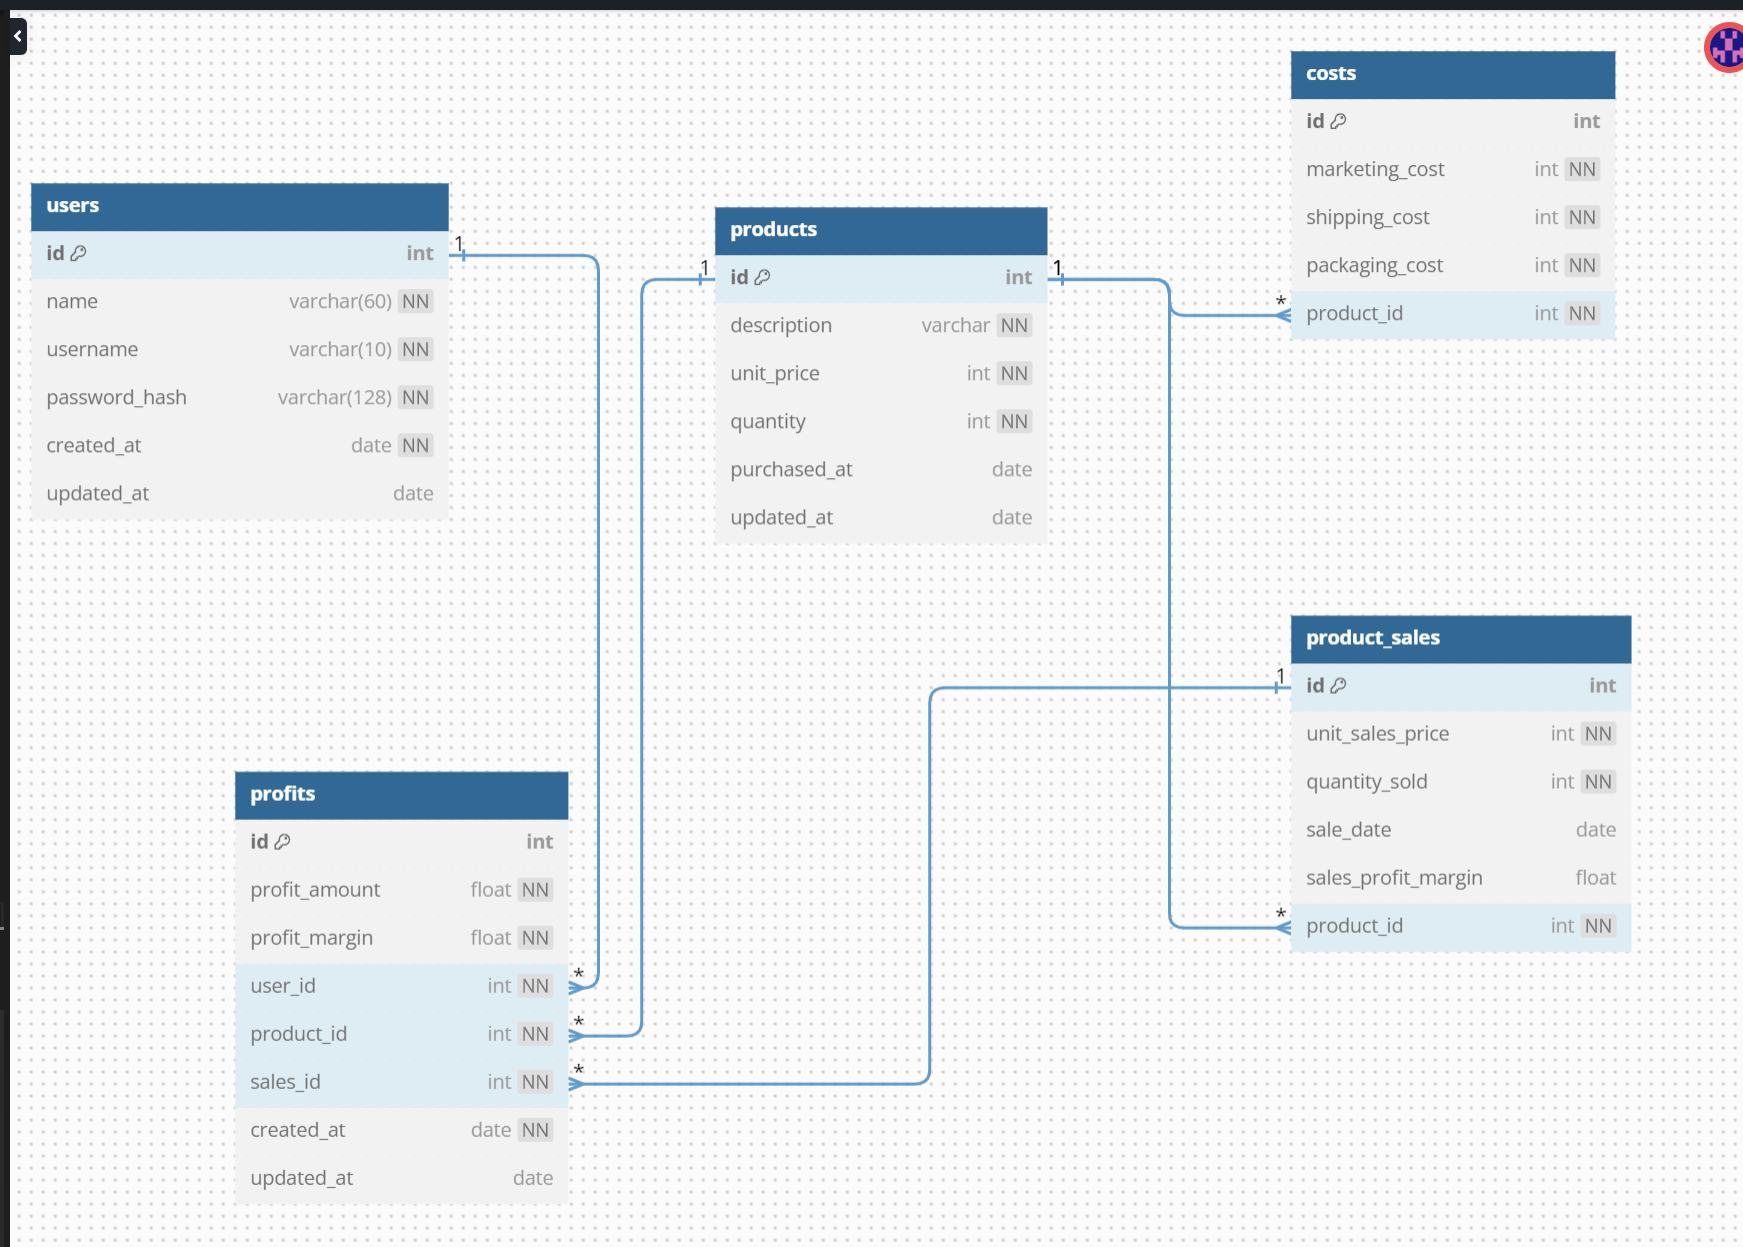 users
id int
name varchar(60) NN
username varchar(10) NN
password_hash varchar(128) NN
created_at date NN
updated_at date
1
products
1 id int 1
description varchar NN
unit_price int NN
quantity int NN
purchased_at date
updated_at date
costs
id int
marketing_cost int NN
shipping_cost int NN
packaging_cost int NN
* product_id int NN
product_sales
1 id int
unit_sales_price int NN
quantity_sold int NN
sale_date date
sales_profit_margin float
* product_id int NN
profits
id int
profit_amount float NN
profit_margin float NN
user_id int NN *
product_id int NN *
sales_id int NN *
created_at date NN
updated_at date